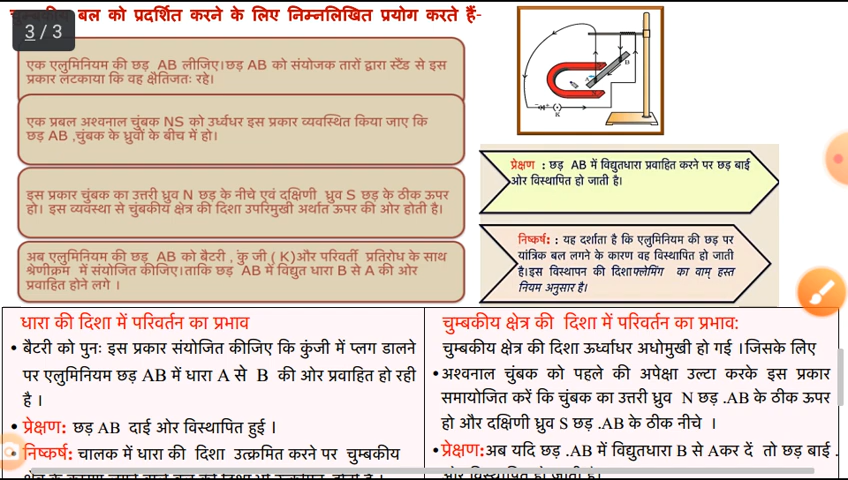 चुम्बकीय बल को प्रदर्शित करने के लिए निम्नलिखित प्रयोग करते हैं-
3 / 3
एक एलुमिनियम की छड़ AB लीजिए।छड़ AB को संयोजक तारों द्वारा स्टैंड से इस
प्रकार लटकाया कि वह क्षैतिजतः रहे।
एक प्रबल अश्वनाल चुंबक NS को उर्ध्वधर इस प्रकार व्यवस्थित किया जाए कि
छड़ AB ,चुंबक के ध्रुवों के बीच में हो।
इस प्रकार चुंबक का उत्तरी ध्रुव N छड़ के नीचे एवं दक्षिणी ध्रुव S छड़ के ठीक ऊपर
हो। इस व्यवस्था से चुंबकीय क्षेत्र की दिशा उपरिमुखी अर्थात ऊपर की ओर होती है।
अब एलुमिनियम की छड़ AB को बैटरी , कुं जी ( K)और परिवर्ती प्रतिरोध के साथ
श्रेणीक्रम में संयोजित कीजिए।ताकि छड़ AB में विद्युत धारा B से A की ओर
प्रवाहित होने लगे ।
A
B
K
प्रेक्षण : छड़ AB में विद्युतधारा प्रवाहित करने पर छड़ बाई
ओर विस्थापित हो जाती है।
निष्कर्ष: : यह दर्शाता है कि एलुमिनियम की छड़ पर
यांत्रिक बल लगने के कारण वह विस्थापित हो जाती
है।इस विस्थापन की दिशाफ्लेमिंग का वाम् हस्त
नियम अनुसार है।
धारा की दिशा में परिवर्तन का प्रभाव
• बैटरी को पुनः इस प्रकार संयोजित कीजिए कि कुंजी में प्लग डालने
पर एलुमिनियम छड़ AB में धारा A से B की ओर प्रवाहित हो रही
है ।
• प्रेक्षण: छड़ AB दाई ओर विस्थापित हुई ।
• निष्कर्ष: चालक में धारा की दिशा उत्क्रमित करने पर चुम्बकीय
चुम्बकीय क्षेत्र की दिशा में परिवर्तन का प्रभाव:
चुम्बकीय क्षेत्र की दिशा ऊर्ध्वाधर अधोमुखी हो गई ।जिसके लिए
• अश्वनाल चुंबक को पहले की अपेक्षा उल्टा करके इस प्रकार
समायोजित करें कि चुंबक का उत्तरी ध्रुव N छड़ .AB के ठीक ऊपर
हो और दक्षिणी ध्रुव S छड़ .AB के ठीक नीचे ।
• प्रेक्षण:अब यदि छड़ .AB में विद्युतधारा B से Aकर दें तो छड़ बाई .